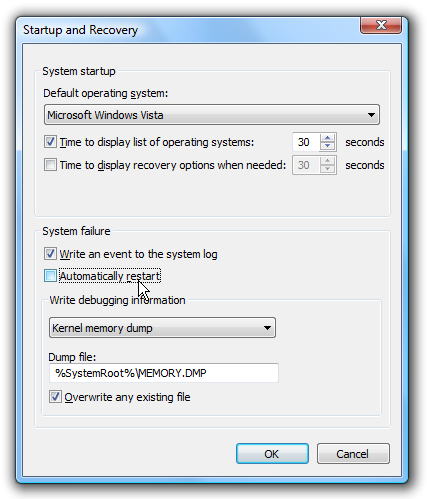 Startup and Recovery
System startup
Default operating system:
Microsoft Windows Vista
Time to display list of operating systems: 30 seconds
Time to display recovery options when needed: 30 seconds
System failure
Write an event to the system log
Automatically restart
Write debugging information
Kernel memory dump
Dump file:
%SystemRoot%\MEMORY.DMP
Overwrite any existing file
OK Cancel